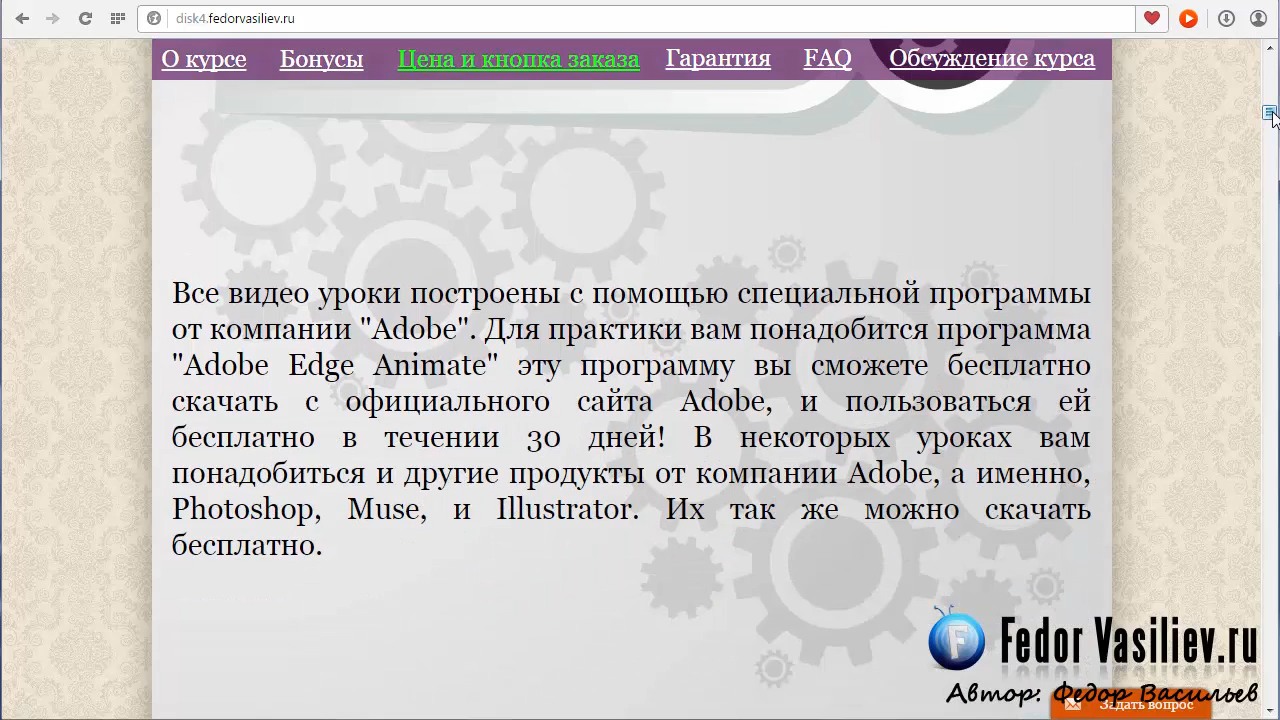 disk4.fedorvasiliev.ru
О курсе Бонусы Цена и кнопка заказа Гарантия FAQ Обсуждение курса
Все видео уроки построены с помощью специальной программы
от компании "Adobe". Для практики вам понадобится программа
"Adobe Edge Animate" эту программу вы сможете бесплатно
скачать с официального сайта Adobe, и пользоваться ей
бесплатно в течении 30 дней! В некоторых уроках вам
понадобиться и другие продукты от компании Adobe, а именно,
Photoshop, Muse, и Illustrator. Их так же можно скачать
бесплатно.
F Fedor Vasiliev.ru
Автор: Федор Васильев
Задать вопрос